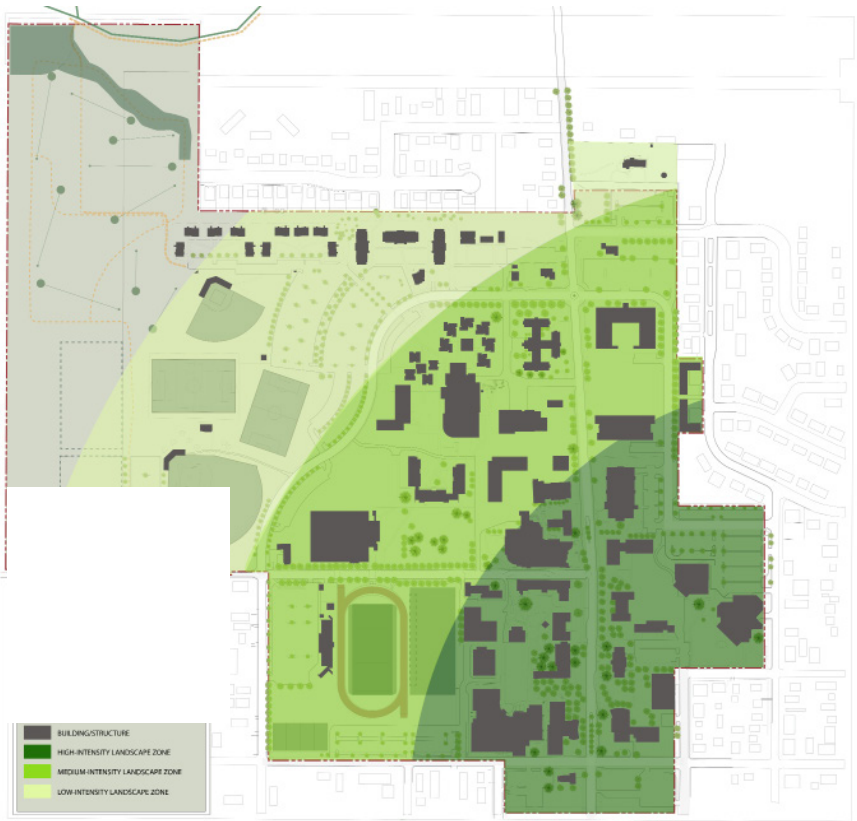 BUILDING/STRUCTURE
HIGH-INTENSITY LANDSCAPE ZONE
MEDIUM-INTENSITY LANDSCAPE ZONE
LOW-INTENSITY LANDSCAPE ZONE